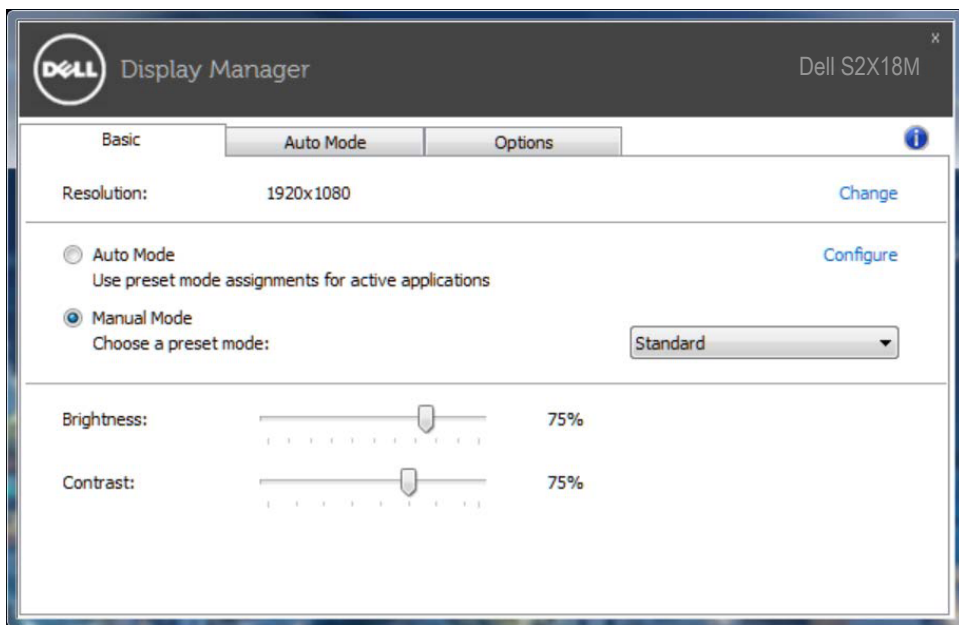 DELL Display Manager
Dell S2X18M
x
Basic
Auto Mode
Options
Resolution: 1920x1080 Change
Auto Mode Configure
Use preset mode assignments for active applications
Manual Mode
Choose a preset mode: Standard
Brightness: 75%
Contrast: 75%